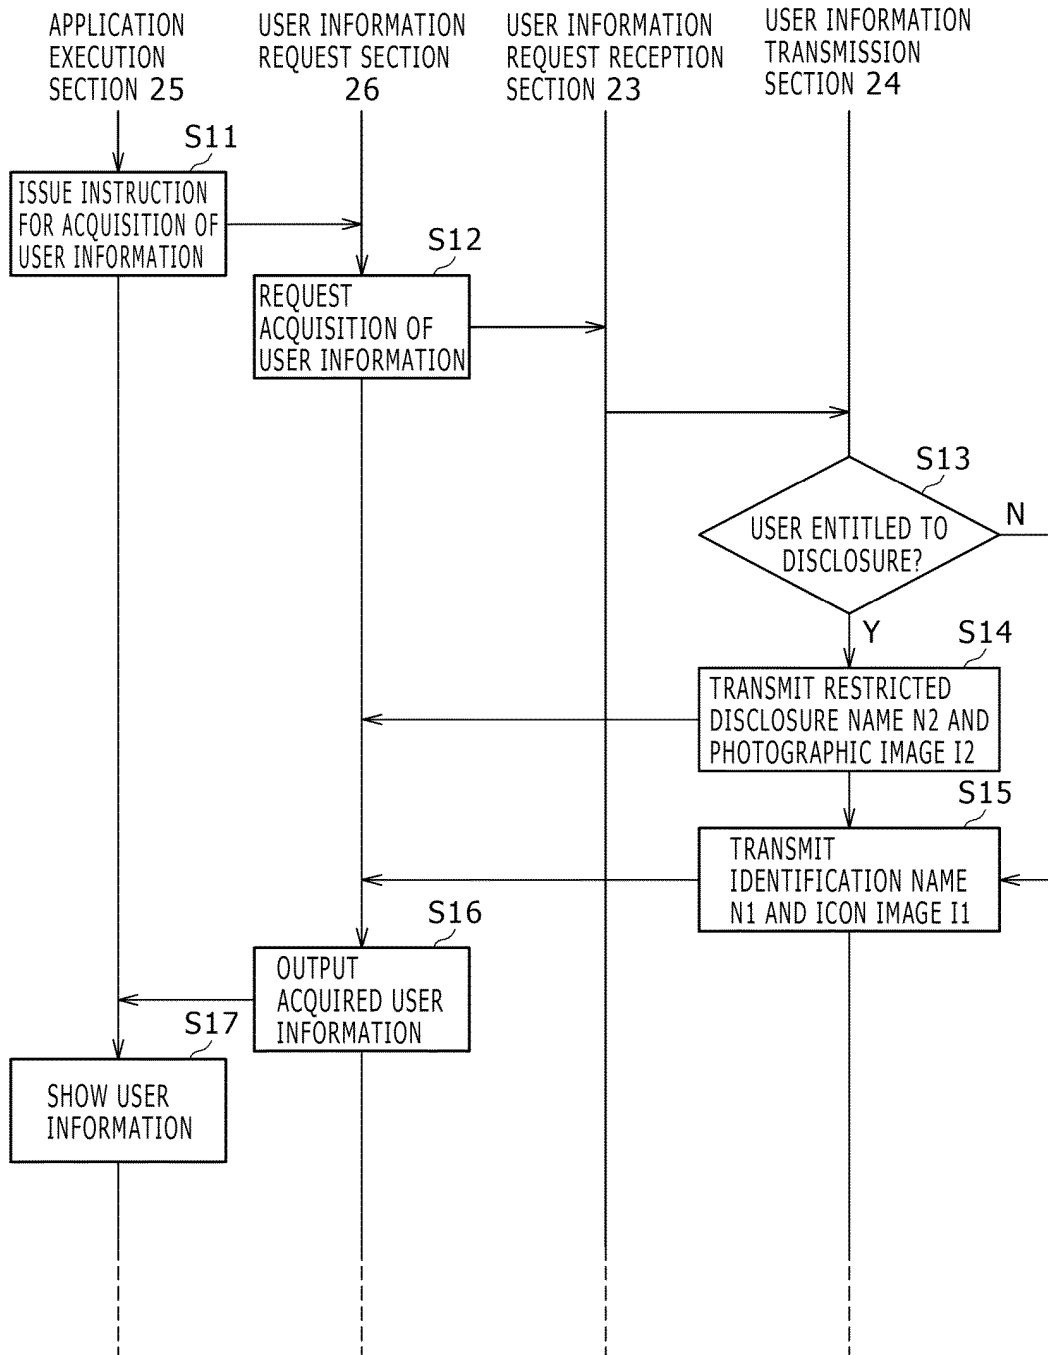 APPLICATION
EXECUTION
SECTION 25
USER INFORMATION
REQUEST SECTION
26
USER INFORMATION
REQUEST RECEPTION
SECTION 23
USER INFORMATION
TRANSMISSION
SECTION 24
S11
ISSUE INSTRUCTION
FOR ACQUISITION OF
USER INFORMATION
S12
REQUEST
ACQUISITION OF
USER INFORMATION
S13
USER ENTITLED TO
DISCLOSURE?
N
Y
S14
TRANSMIT RESTRICTED
DISCLOSURE NAME N2 AND
PHOTOGRAPHIC IMAGE I2
S15
TRANSMIT
IDENTIFICATION NAME
N1 AND ICON IMAGE I1
S16
OUTPUT
ACQUIRED USER
INFORMATION
S17
SHOW USER
INFORMATION